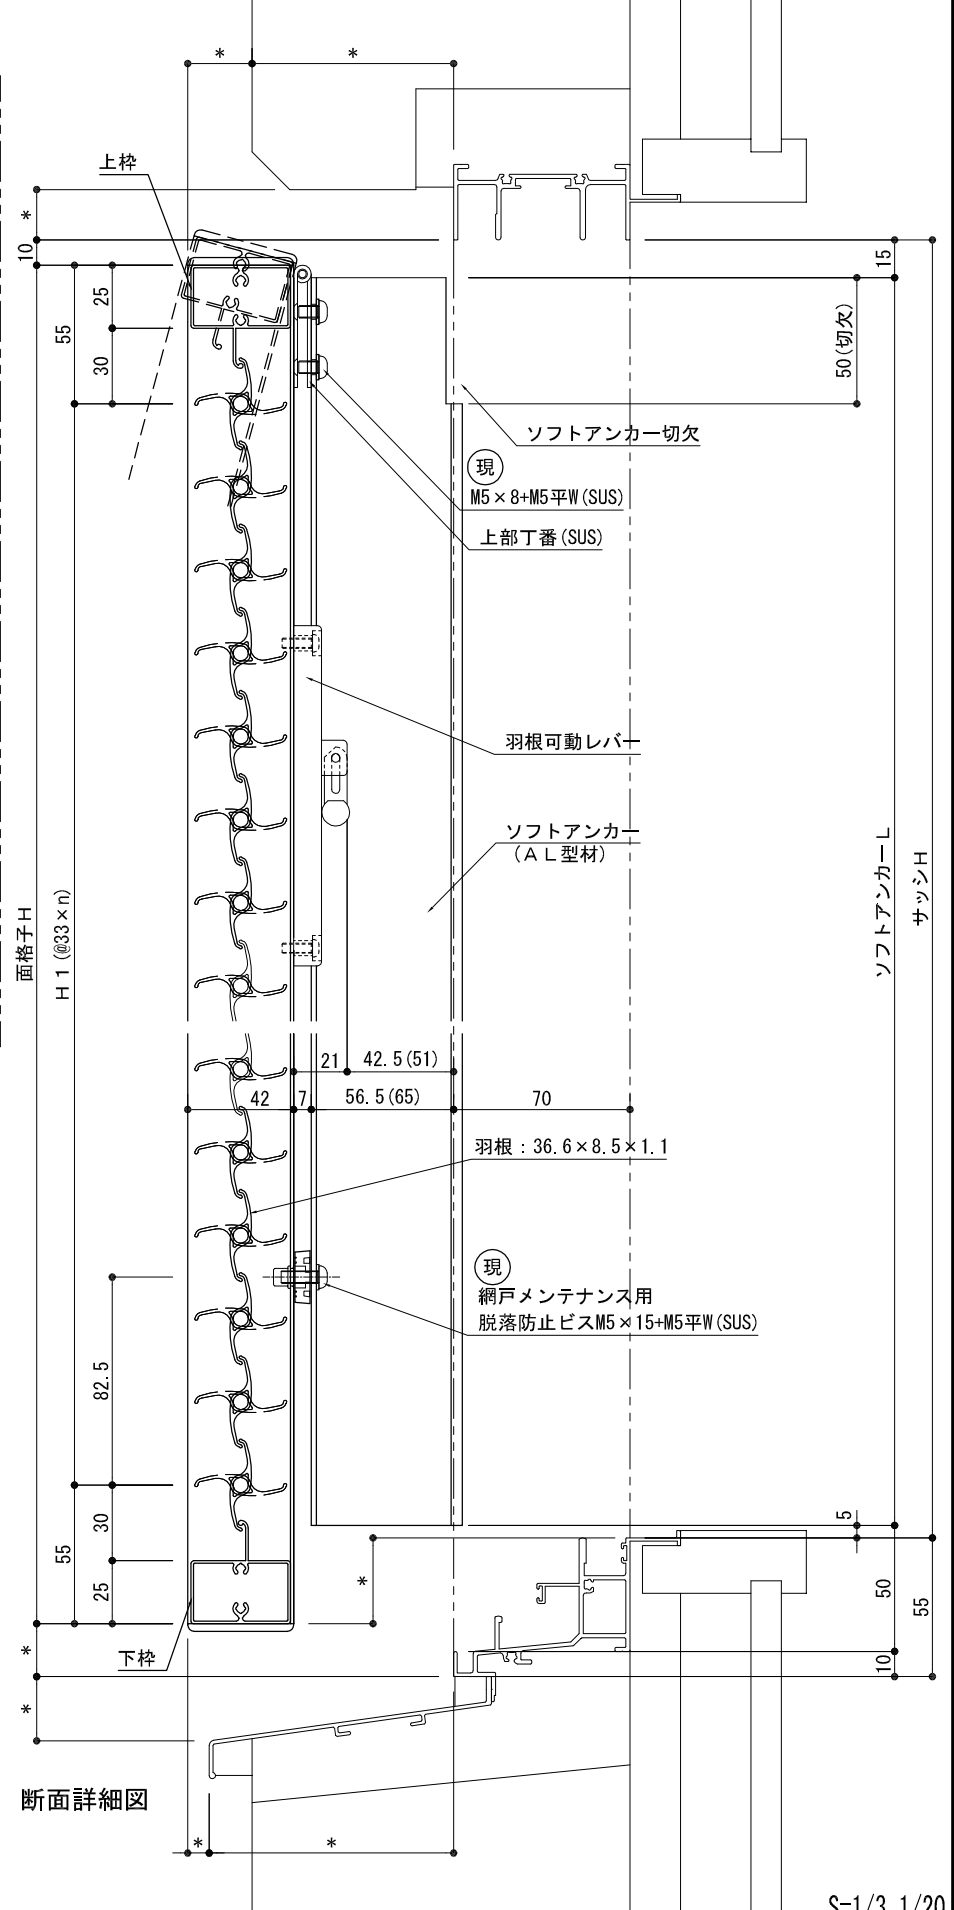 *
*
上枠
*
10
15
25
55
30
50(切欠)
ソフトアンカー切欠
現
M5×8+M5平W(SUS)
上部丁番(SUS)
羽根可動レバー
ソフトアンカー
(AL型材)
面格子H
H1(@33×n)
ソフトアンカーL
サッシH
21
42.5(51)
42
7
56.5(65)
70
羽根:36.6×8.5×1.1
現
網戸メンテナンス用
脱落防止ビスM5×15+M5平W(SUS)
82.5
5
30
55
25
*
50
55
*
下枠
10
*
断面詳細図
*
*
S-1/3,1/20